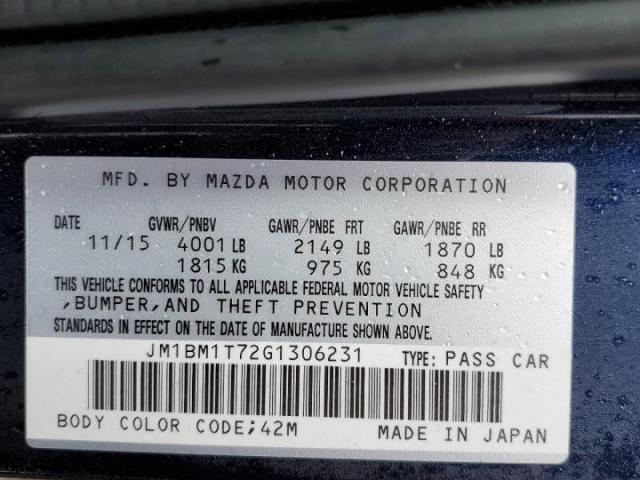 MFD. BY MAZDA MOTOR CORPORATION
DATE GVWR/PNBV GAWR/PNBE FRT GAWR/PNBE RR
11/15 4001 LB 2149 LB 1870 LB
1815 KG 975 KG 848 KG
THIS VEHICLE CONFORMS TO ALL APPLICABLE FEDERAL MOTOR VEHICLE SAFETY
,BUMPER,AND THEFT PREVENTION
STANDARDS IN EFFECT ON THE DATE OF MANUFACTURE SHOWN ABOVE.
JM1BM1T72G1306231 TYPE: PASS CAR
BODY COLOR CODE;42M MADE IN JAPAN